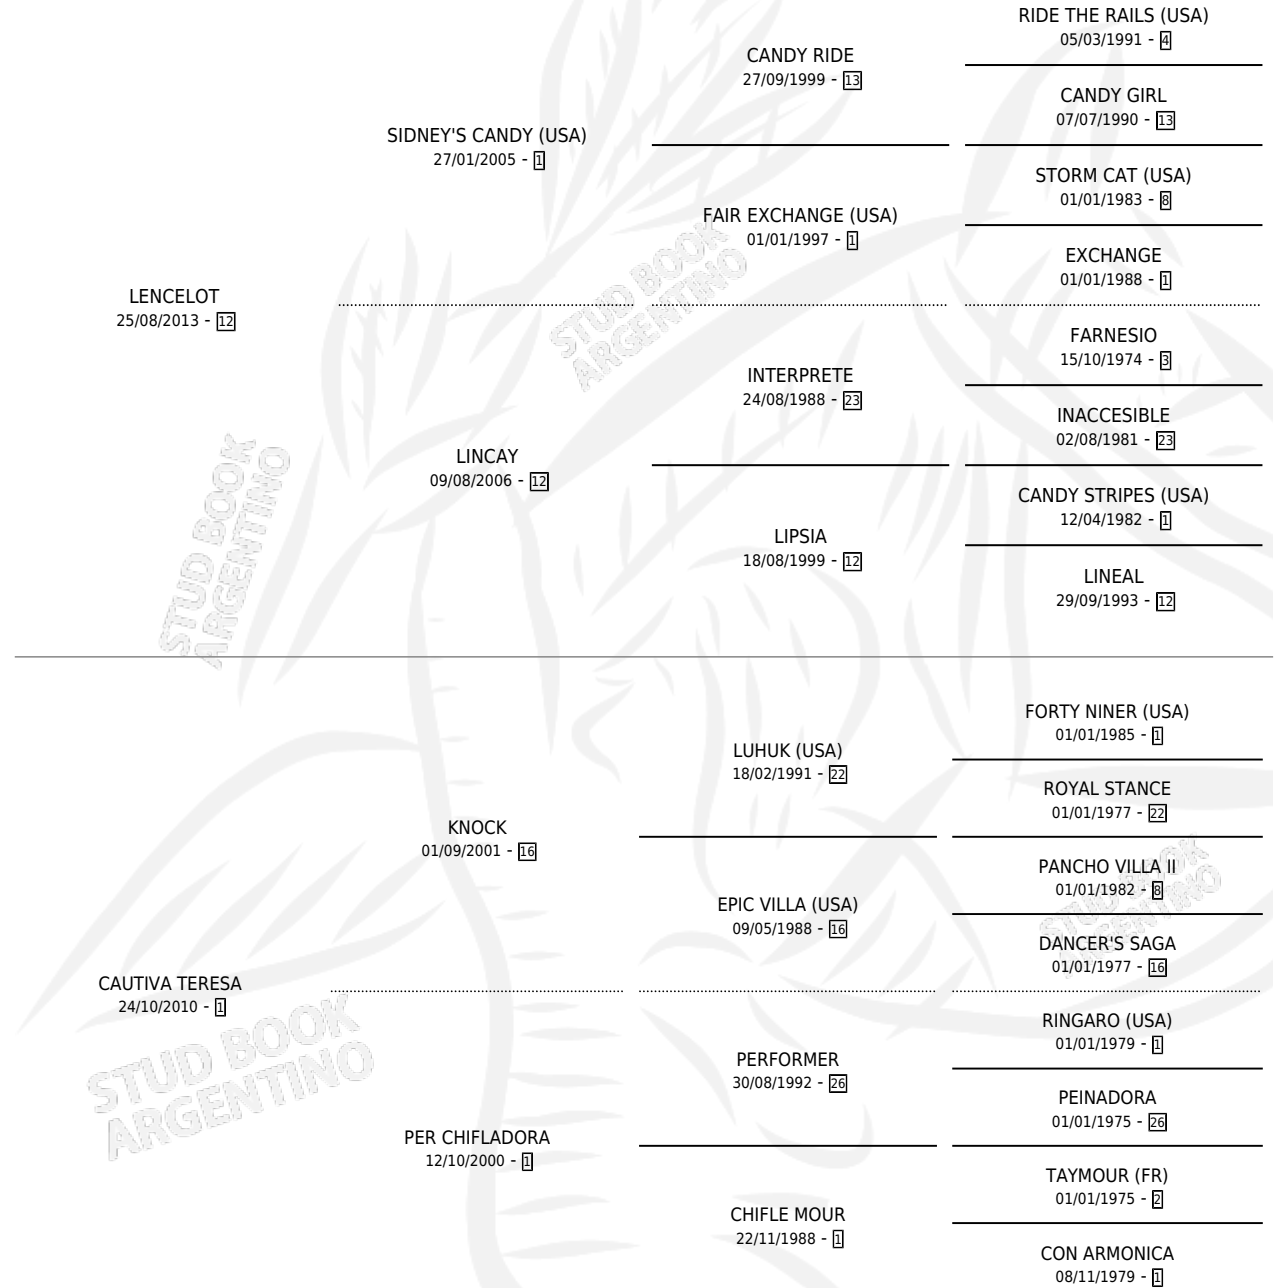 RIDE THE RAILS (USA)
05/03/1991 - 4
CANDY RIDE
27/09/1999 - 13
CANDY GIRL
07/07/1990 - 13
SIDNEY'S CANDY (USA)
27/01/2005 - 1
STORM CAT (USA)
01/01/1983 - 8
FAIR EXCHANGE (USA)
01/01/1997 - 1
EXCHANGE
01/01/1988 - 1
LENCELOT
25/08/2013 - 12
STUD BOOK
ARGENTINO
FARNESIO
15/10/1974 - 3
INTERPRETE
24/08/1988 - 23
INACCESIBLE
02/08/1981 - 23
LINCAY
09/08/2006 - 12
CANDY STRIPES (USA)
12/04/1982 - 1
LIPSIA
18/08/1999 - 12
LINEAL
29/09/1993 - 12
STUD BOOK
ARGENTINO
FORTY NINER (USA)
01/01/1985 - 1
LUHUK (USA)
18/02/1991 - 22
ROYAL STANCE
01/01/1977 - 22
KNOCK
01/09/2001 - 16
PANCHO VILLA II
01/01/1982 - 8
EPIC VILLA (USA)
09/05/1988 - 16
DANCER'S SAGA
01/01/1977 - 16
STUD BOOK
ARGENTINO
CAUTIVA TERESA
24/10/2010 - 1
STUD BOOK
ARGENTINO
RINGARO (USA)
01/01/1979 - 1
PERFORMER
30/08/1992 - 26
PEINADORA
01/01/1975 - 26
PER CHIFLADORA
12/10/2000 - 1
TAYMOUR (FR)
01/01/1975 - 2
CHIFLE MOUR
22/11/1988 - 1
CON ARMONICA
08/11/1979 - 1